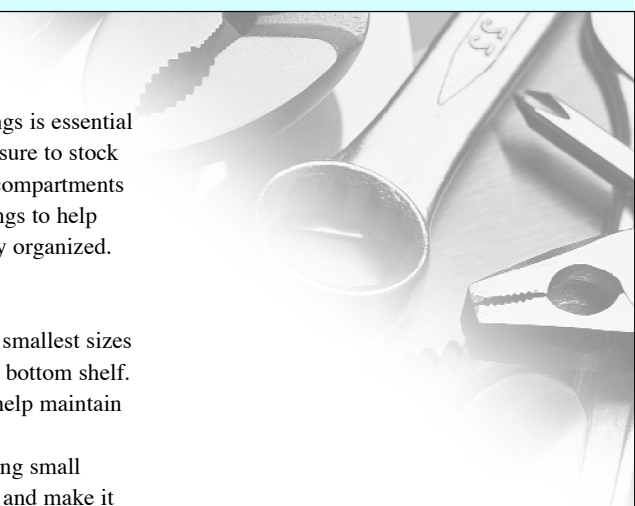 ngs is essential
sure to stock
compartments
ngs to help
y organized.
smallest sizes
bottom shelf.
help maintain
ng small
and make it